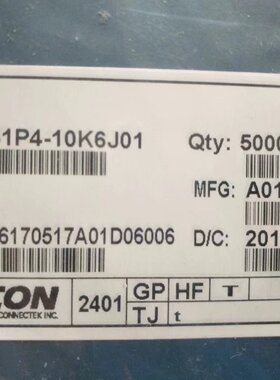 1P4-10K6J01 Qty: 5000
MFG: A01
6170517A01D06006 D/C: 201
CON
CONNECTEK INC. 2401 GP HF T
TJ t